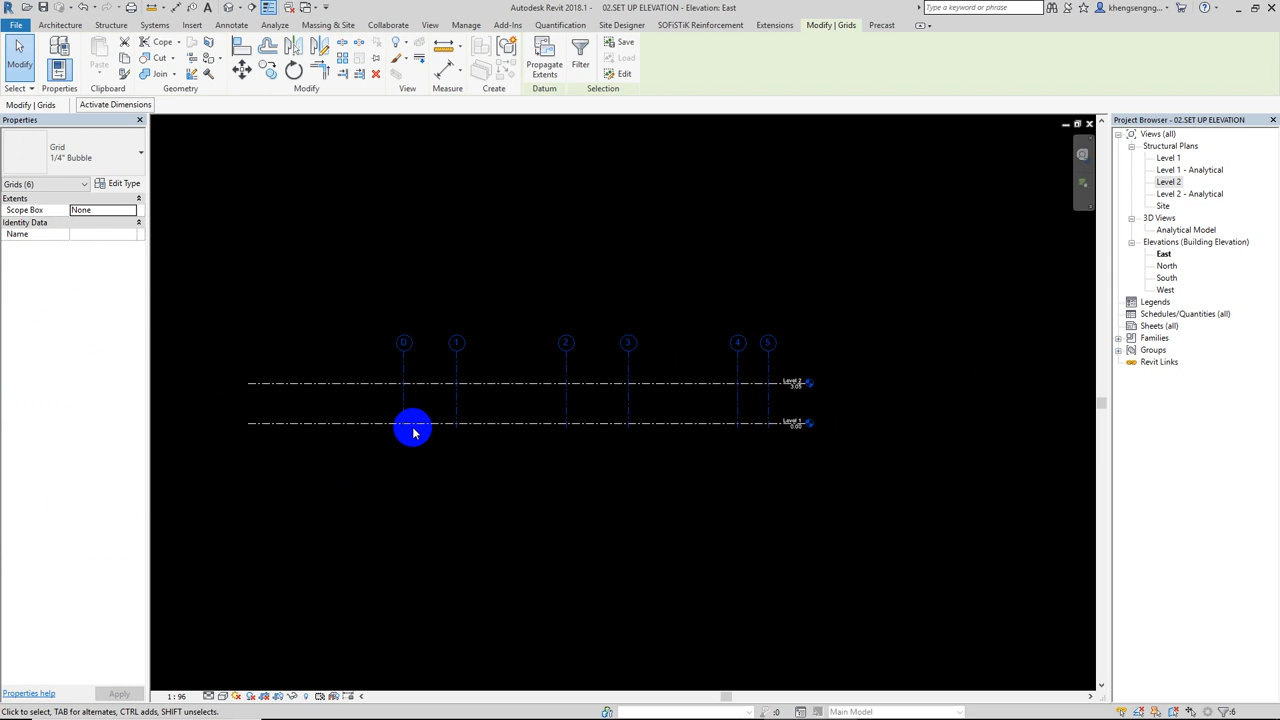 Autodesk Revit 2018.1 - 02.SET UP ELEVATION - Elevation: East
Type a keyword or phrase
khengsengng...
File Architecture Structure Systems Insert Annotate Analyze Massing & Site Collaborate View Manage Add-Ins Quantification Site Designer SOFiSTiK Reinforcement Extensions Modify | Grids Precast
Modify
Properties
Paste
Cope
Cut
Join
Propagate
Extents
Filter
Save
Load
Edit
Select
Properties
Clipboard
Geometry
Modify
View
Measure
Create
Datum
Selection
Modify | Grids
Activate Dimensions
Properties
Grid
1/4" Bubble
Grids (6)
Edit Type
Extents
Scope Box None
Identity Data
Name
Properties help
Apply
D 1 2 3 4 5
Level 2
3.05
Level 1
0.00
Project Browser - 02.SET UP ELEVATION
Views (all)
Structural Plans
Level 1
Level 1 - Analytical
Level 2
Level 2 - Analytical
Site
3D Views
Analytical Model
Elevations (Building Elevation)
East
North
South
West
Legends
Schedules/Quantities (all)
Sheets (all)
Families
Groups
Revit Links
1 : 96
Click to select, TAB for alternates, CTRL adds, SHIFT unselects.
:0
Main Model
:6